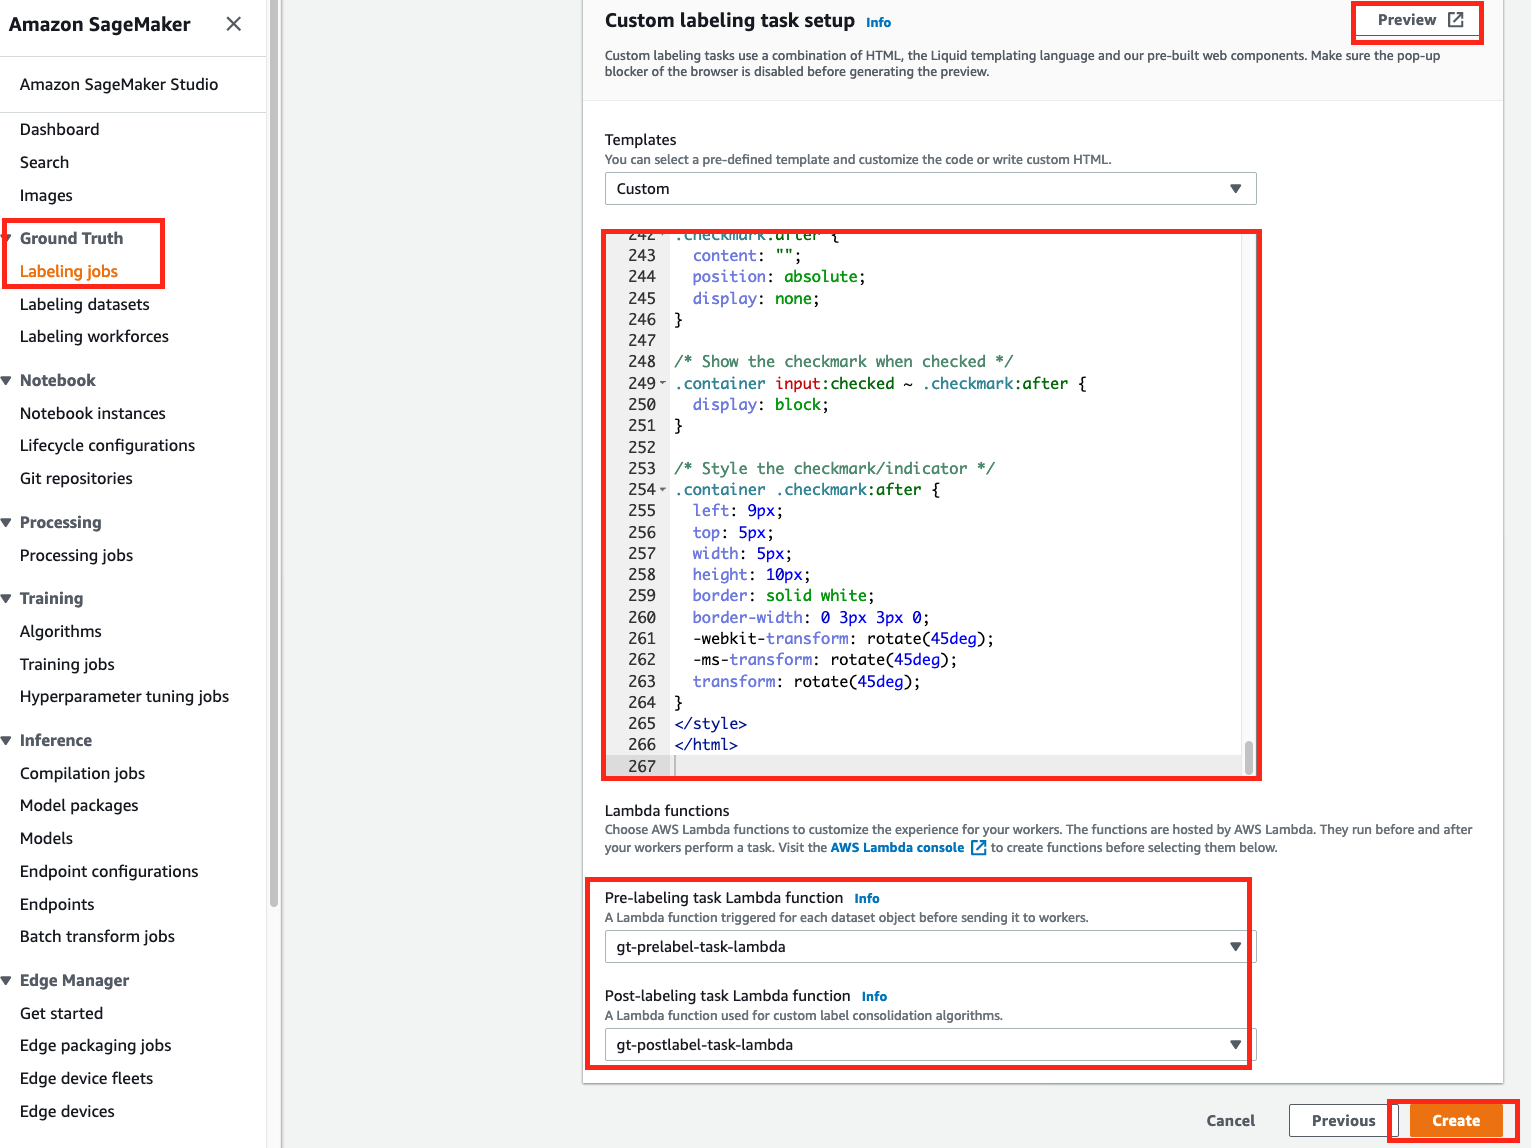 Amazon SageMaker
Amazon SageMaker Studio
Dashboard
Search
Images
Ground Truth
Labeling jobs
Labeling datasets
Labeling workforces
Notebook
Notebook instances
Lifecycle configurations
Git repositories
Processing
Processing jobs
Training
Algorithms
Training jobs
Hyperparameter tuning jobs
Inference
Compilation jobs
Model packages
Models
Endpoint configurations
Endpoints
Batch transform jobs
Edge Manager
Get started
Edge packaging jobs
Edge device fleets
Edge devices
Custom labeling task setup Info
Preview
Custom labeling tasks use a combination of HTML, the Liquid templating language and our pre-built web components. Make sure the pop-up
blocker of the browser is disabled before generating the preview.
Templates
You can select a pre-defined template and customize the code or write custom HTML.
Custom
242 .checkmark:after {
243 content: "";
244 position: absolute;
245 display: none;
246 }
247
248 /* Show the checkmark when checked */
249 .container input:checked ~ .checkmark:after {
250 display: block;
251 }
252
253 /* Style the checkmark/indicator */
254 .container .checkmark:after {
255 left: 9px;
256 top: 5px;
257 width: 5px;
258 height: 10px;
259 border: solid white;
260 border-width: 0 3px 3px 0;
261 -webkit-transform: rotate(45deg);
262 -ms-transform: rotate(45deg);
263 transform: rotate(45deg);
264 }
265 </style>
266 </html>
267
Lambda functions
Choose AWS Lambda functions to customize the experience for your workers. The functions are hosted by AWS Lambda. They run before and after
your workers perform a task. Visit the AWS Lambda console to create functions before selecting them below.
Pre-labeling task Lambda function Info
A Lambda function triggered for each dataset object before sending it to workers.
gt-prelabel-task-lambda
Post-labeling task Lambda function Info
A Lambda function used for custom label consolidation algorithms.
gt-postlabel-task-lambda
Cancel
Previous
Create